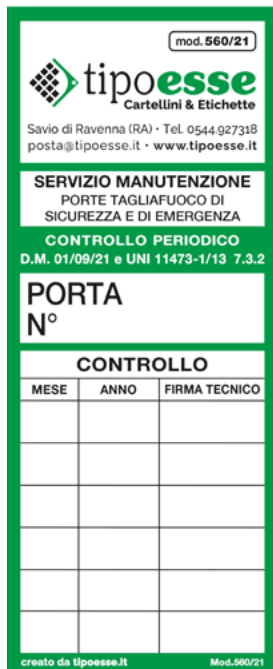 mod.560/21
tipoesse
Cartellini & Etichette
Savio di Ravenna (RA) • Tel. 0544.927318
posta@tipoesse.it • www.tipoesse.it
SERVIZIO MANUTENZIONE
PORTE TAGLIAFUOCO DI
SICUREZZA E DI EMERGENZA
CONTROLLO PERIODICO
D.M. 01/09/21 e UNI 11473-1/13 7.3.2
PORTA
N°
CONTROLLO
MESE ANNO FIRMA TECNICO
creato da tipoesse.it Mod.560/21